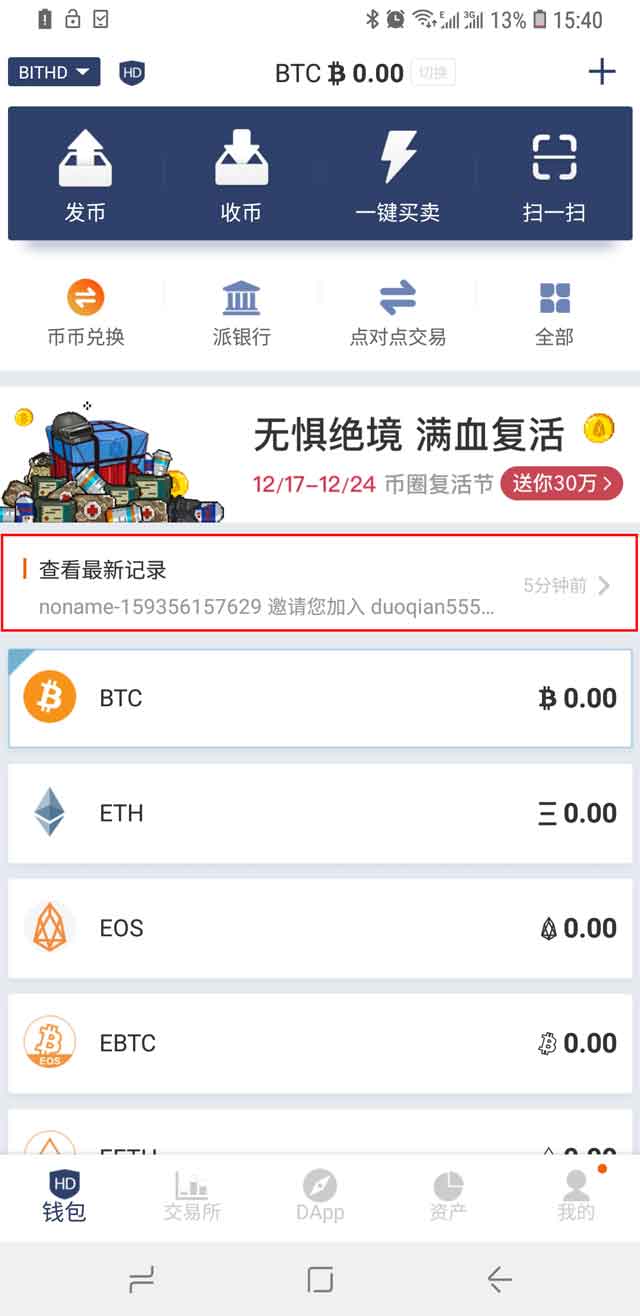 E 3G 13% 15:40
BITHD HD BTC ₿ 0.00 切换 +
发币 收币 一键买卖 扫一扫
币币兑换 派银行 点对点交易 全部
无惧绝境 满血复活
12/17-12/24 币圈复活节 送你30万 >
查看最新记录
5分钟前
noname-159356157629 邀请您加入 duoqian555...
BTC ₿ 0.00
ETH Ξ 0.00
EOS 0.00
EBTC ₿ 0.00
EOS
HD
钱包 交易所 DApp 资产 我的